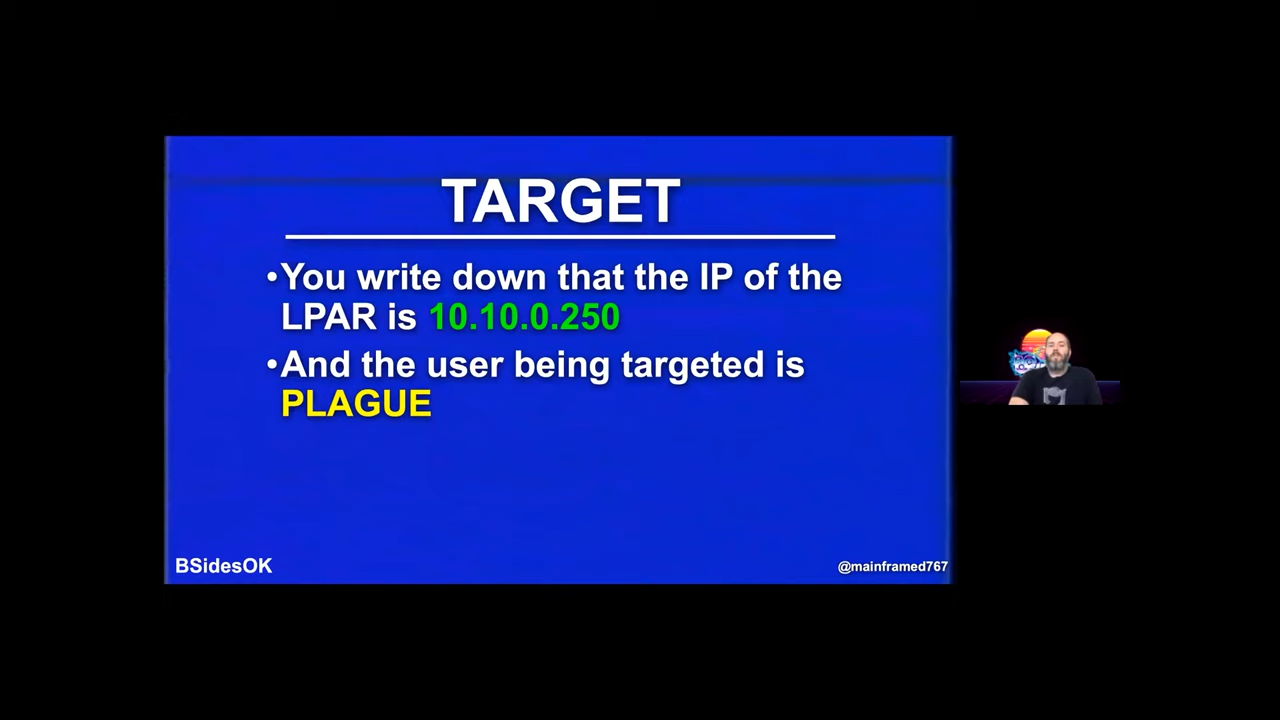 TARGET
•You write down that the IP of the
LPAR is 10.10.0.250
•And the user being targeted is
PLAGUE
BSidesOK
@mainframed767